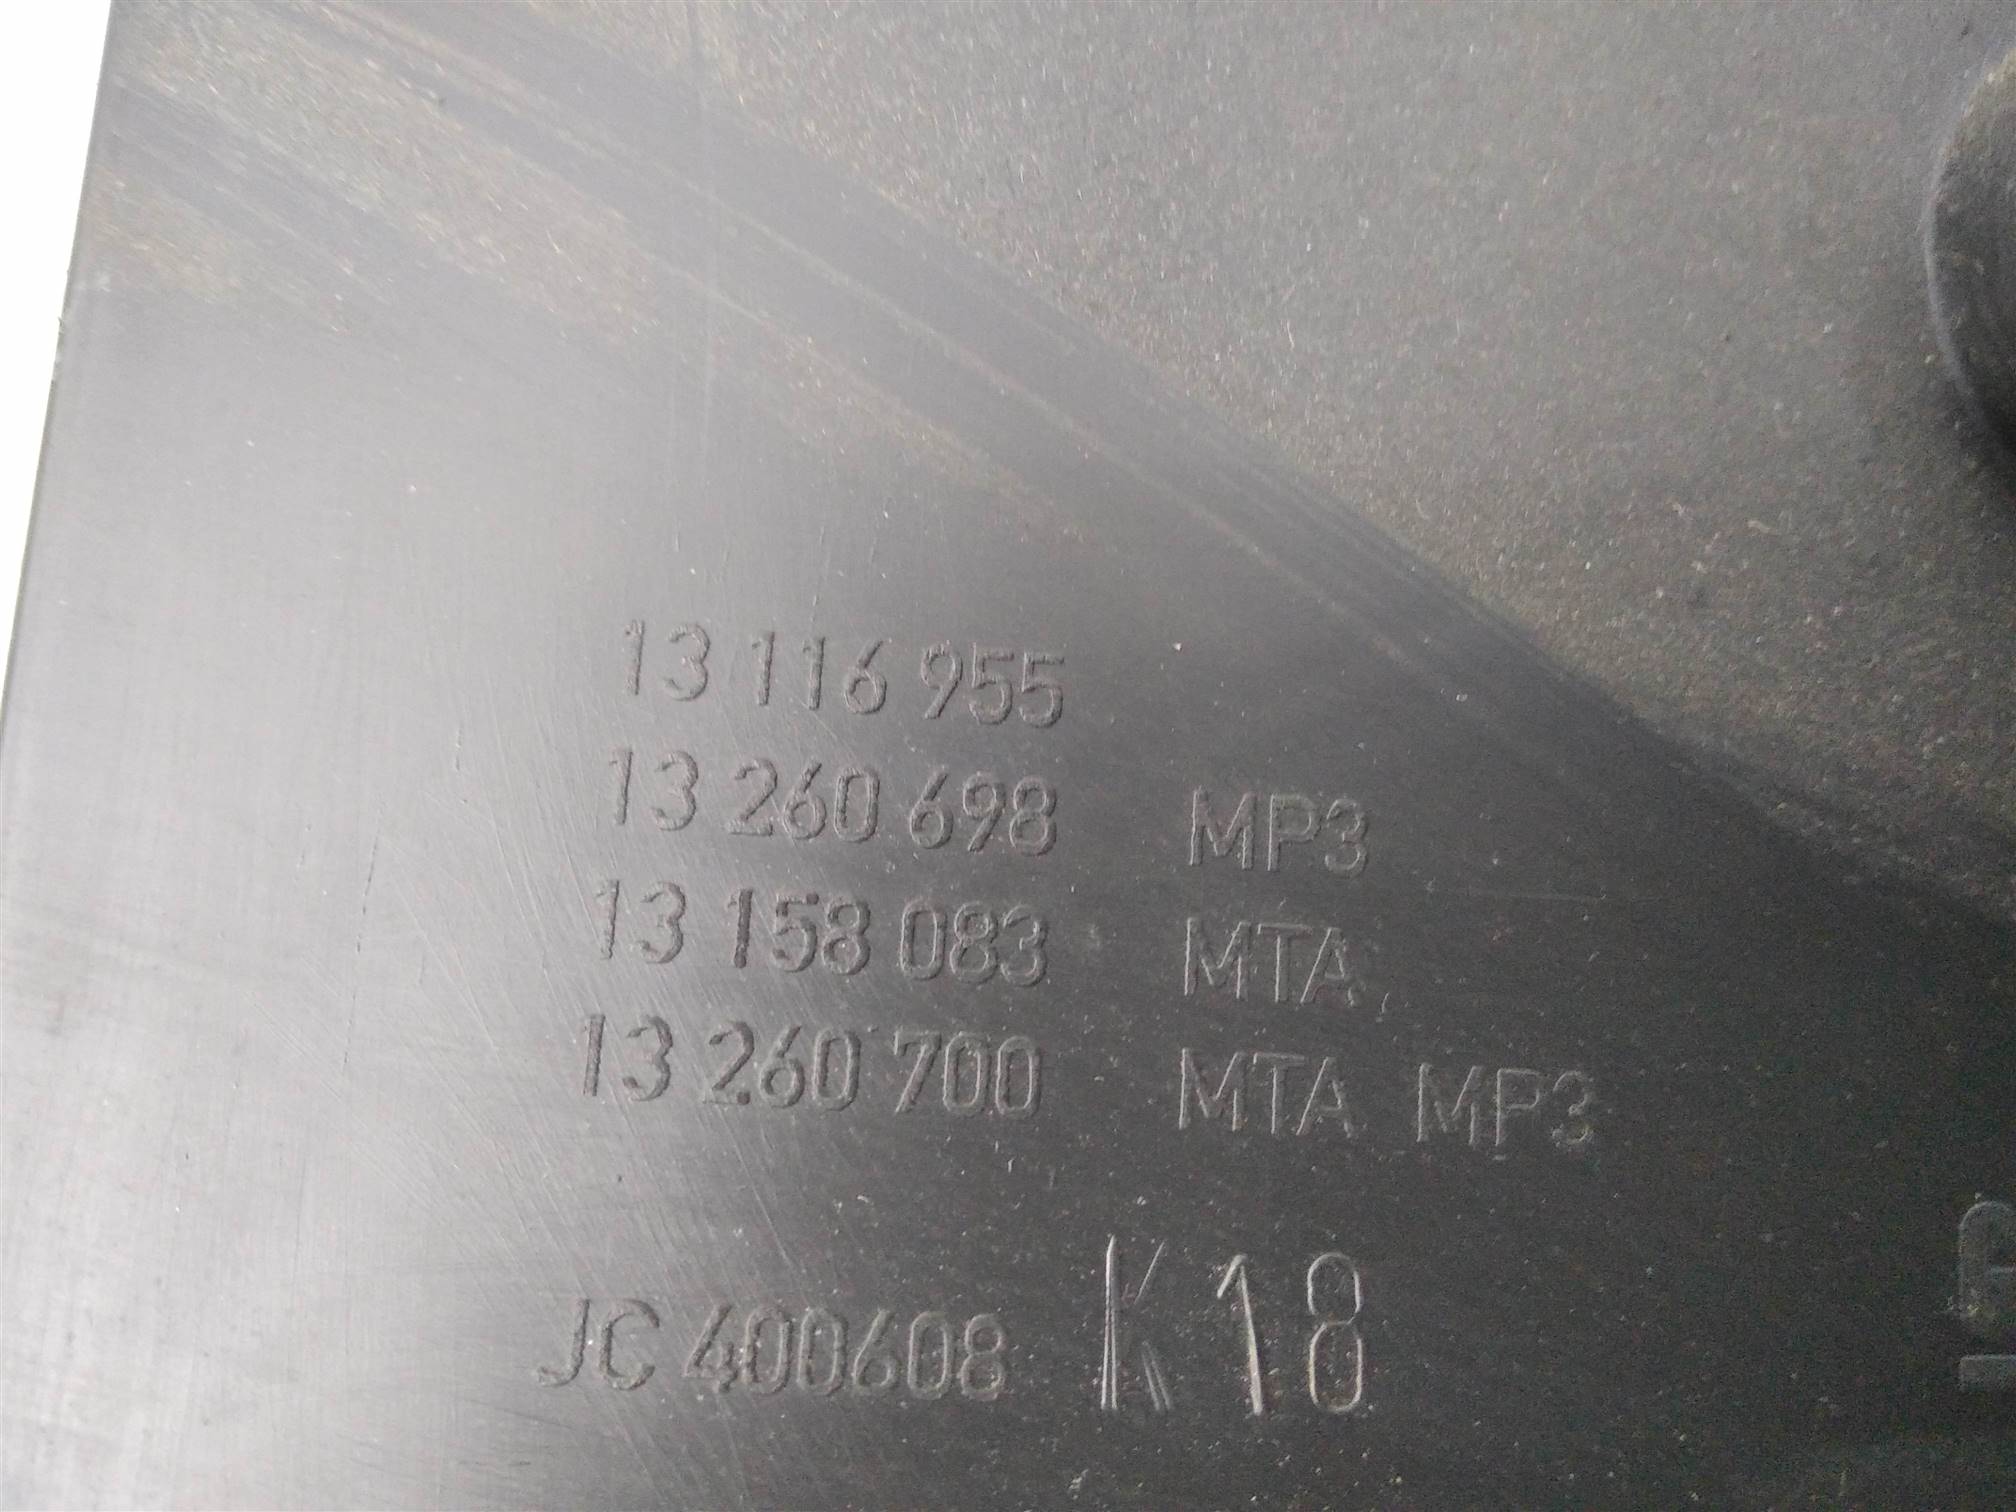 13 116 955
13 260 698 MP3
13 158 083 MTA
13 260 700 MTA MP3
JC 400608 K18